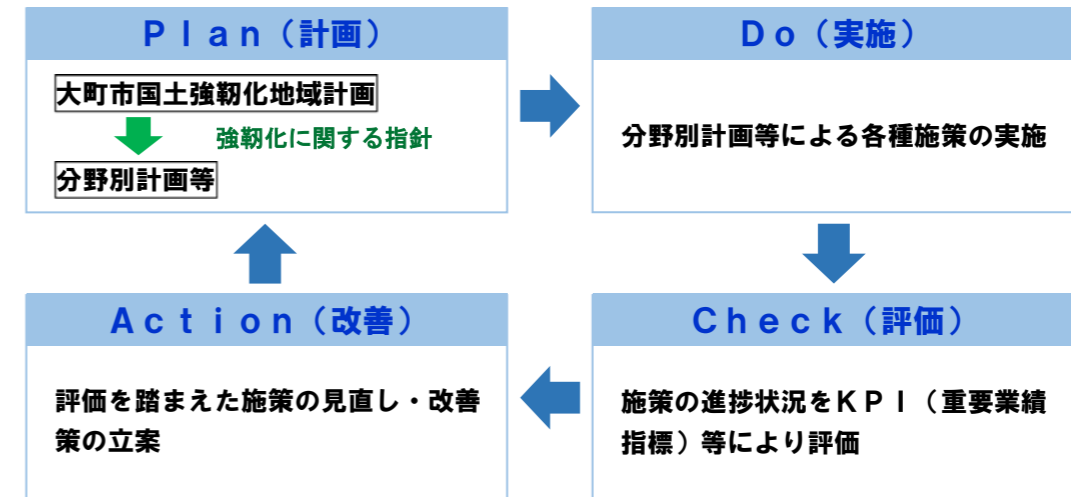 Ｐｌａｎ（計画）
大町市国土強靭化地域計画
強靭化に関する指針
分野別計画等
Ｄｏ（実施）
分野別計画等による各種施策の実施
Ａｃｔｉｏｎ（改善）
評価を踏まえた施策の見直し・改善
策の立案
Ｃｈｅｃｋ（評価）
施策の進捗状況をＫＰＩ（重要業績
指標）等により評価